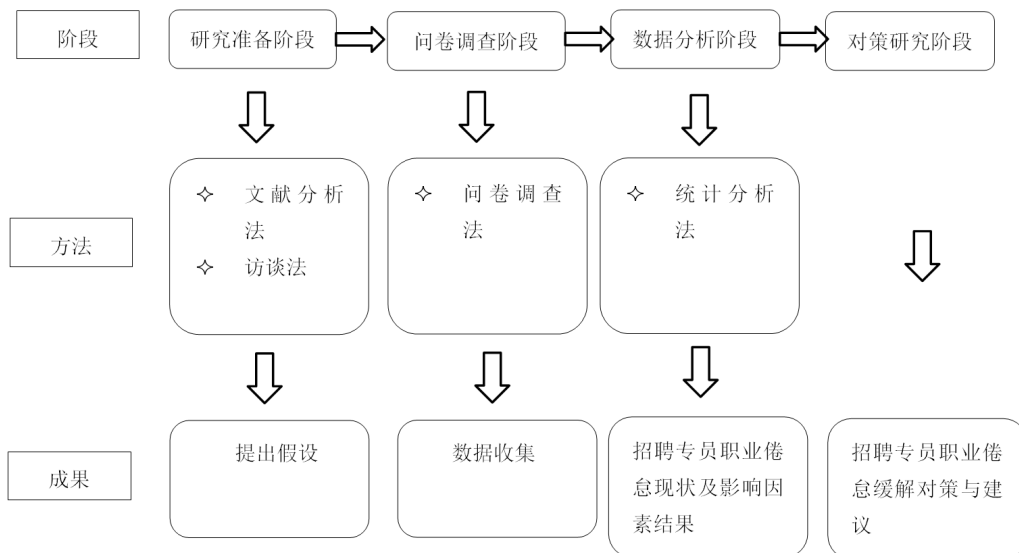 阶段
研究准备阶段
问卷调查阶段
数据分析阶段
对策研究阶段
方法
文献分析
法
访谈法
问卷调查
法
统计分析
法
成果
提出假设
数据收集
招聘专员职业倦
怠现状及影响因
素结果
招聘专员职业倦
怠缓解对策与建
议